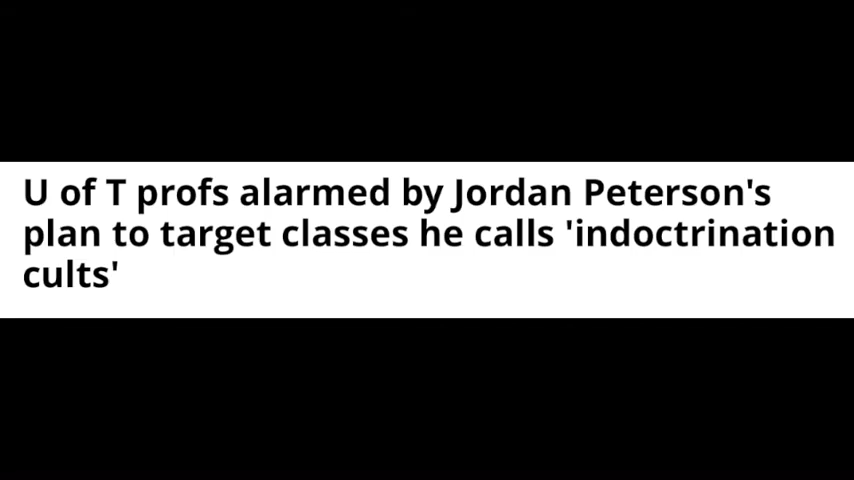 U of T profs alarmed by Jordan Peterson's
plan to target classes he calls 'indoctrination
cults'